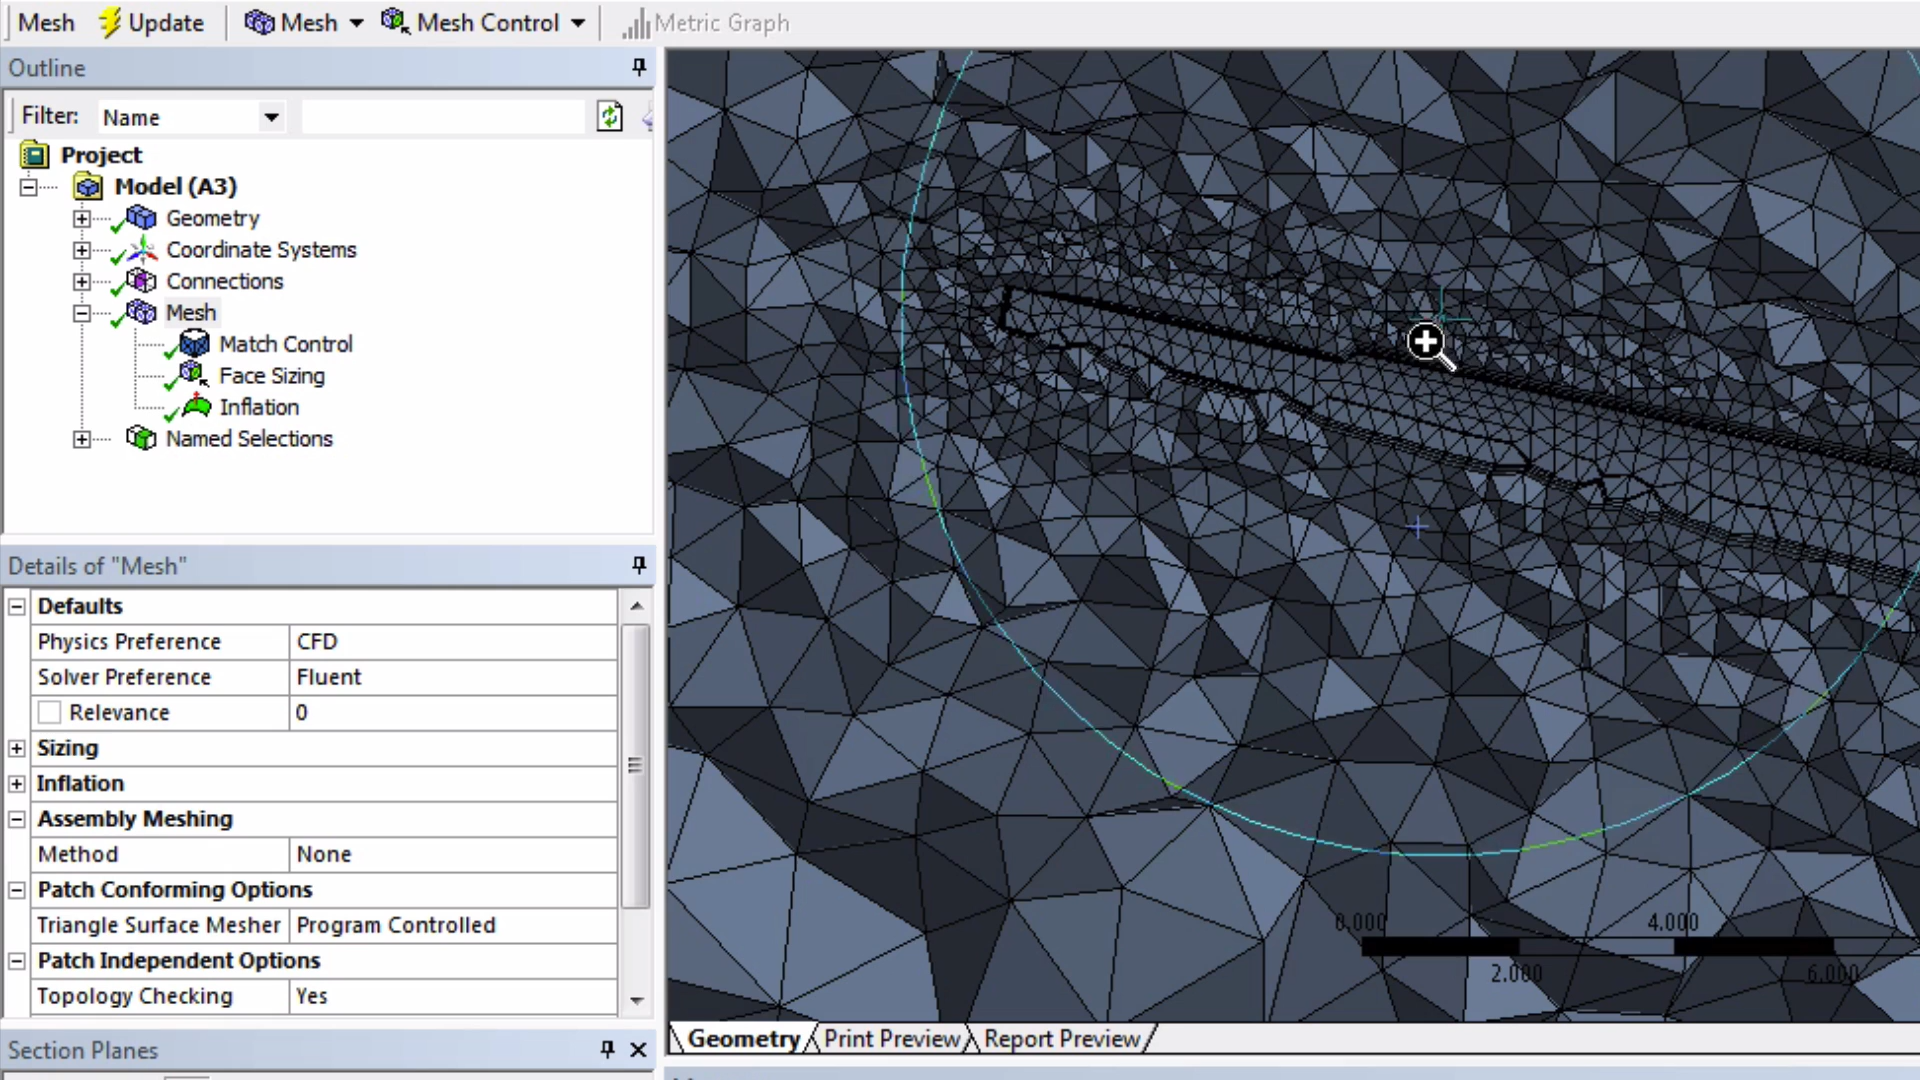 Mesh Update Mesh Mesh Control Metric Graph
Outline
Filter: Name
Project
Model (A3)
Geometry
Coordinate Systems
Connections
Mesh
Match Control
Face Sizing
Inflation
Named Selections
Details of "Mesh"
Defaults
Physics Preference CFD
Solver Preference Fluent
Relevance 0
Sizing
Inflation
Assembly Meshing
Method None
Patch Conforming Options
Triangle Surface Mesher Program Controlled
Patch Independent Options
Topology Checking Yes
Section Planes
0.000 4.000
2.000 6.000
Geometry Print Preview Report Preview